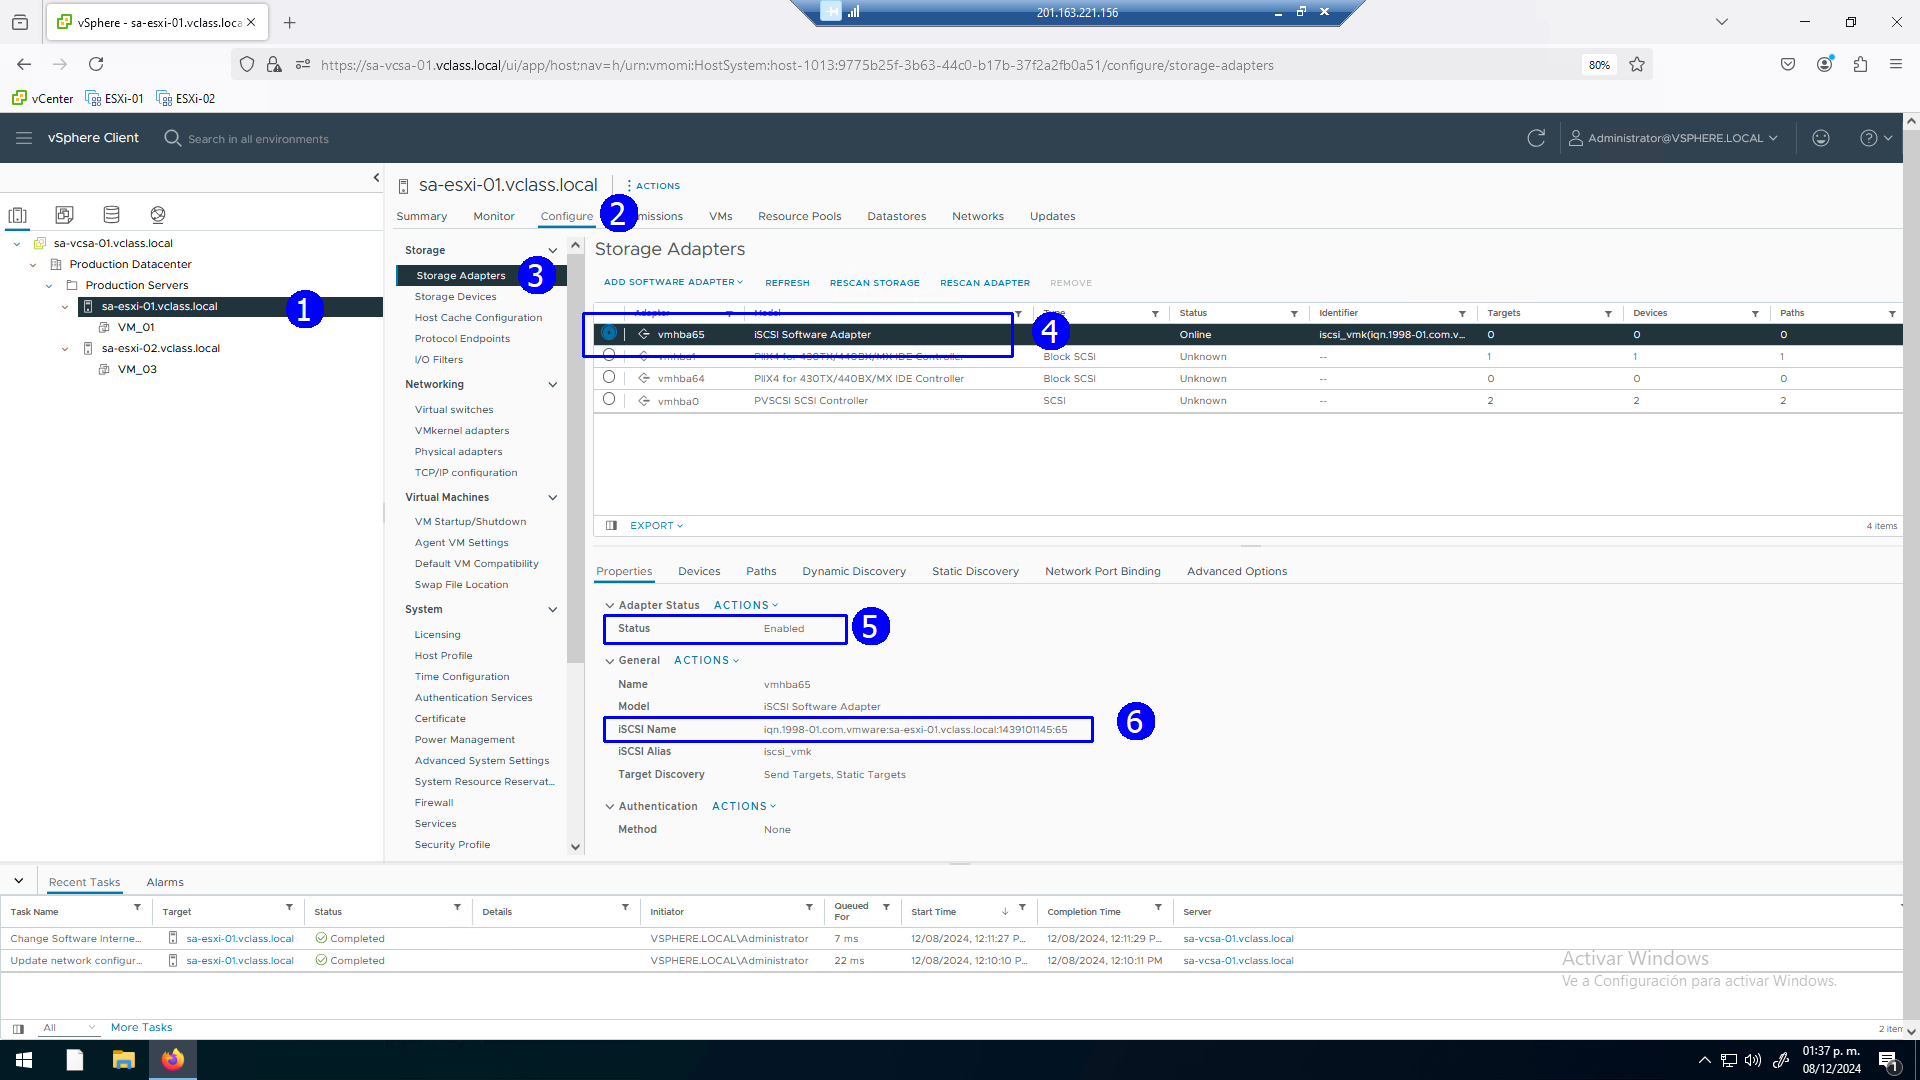 vSphere - sa-esxi-01.vclass.loca
201.163.221.156
https://sa-vcsa-01.vclass.local/ui/app/host;nav=h/urn:vmomi:HostSystem:host-1013:9775b25f-3b63-44c0-b17b-37f2a2fb0a51/configure/storage-adapters
80%
vCenter ESXi-01 ESXi-02
vSphere Client
Search in all environments
Administrator@VSPHERE.LOCAL
sa-vcsa-01.vclass.local
Production Datacenter
Production Servers
sa-esxi-01.vclass.local
1
VM_01
sa-esxi-02.vclass.local
VM_03
sa-esxi-01.vclass.local
ACTIONS
Summary Monitor Configure 2 missions VMs Resource Pools Datastores Networks Updates
Storage
Storage Adapters
3
Storage Devices
Host Cache Configuration
Protocol Endpoints
I/O Filters
Networking
Virtual switches
VMkernel adapters
Physical adapters
TCP/IP configuration
Virtual Machines
VM Startup/Shutdown
Agent VM Settings
Default VM Compatibility
Swap File Location
System
Licensing
Host Profile
Time Configuration
Authentication Services
Certificate
Power Management
Advanced System Settings
System Resource Reservat...
Firewall
Services
Security Profile
Storage Adapters
ADD SOFTWARE ADAPTER REFRESH RESCAN STORAGE RESCAN ADAPTER REMOVE
Adapter Model Type Status Identifier Targets Devices Paths
vmhba65 iSCSI Software Adapter 4 Online iscsi_vmk(iqn.1998-01.com.v... 0 0 0
vmhba1 PIIX4 for 430TX/440BX/MX IDE Controller Block SCSI Unknown -- 1 1 1
vmhba64 PIIX4 for 430TX/440BX/MX IDE Controller Block SCSI Unknown -- 0 0 0
vmhba0 PVSCSI SCSI Controller SCSI Unknown -- 2 2 2
EXPORT
4 items
Properties Devices Paths Dynamic Discovery Static Discovery Network Port Binding Advanced Options
Adapter Status ACTIONS
Status Enabled
5
General ACTIONS
Name vmhba65
Model iSCSI Software Adapter
iSCSI Name iqn.1998-01.com.vmware:sa-esxi-01.vclass.local:1439101145:65
6
iSCSI Alias iscsi_vmk
Target Discovery Send Targets, Static Targets
Authentication ACTIONS
Method None
Recent Tasks Alarms
Task Name Target Status Details Initiator Queued For Start Time Completion Time Server
Change Software Interne... sa-esxi-01.vclass.local Completed VSPHERE.LOCAL\Administrator 7 ms 12/08/2024, 12:11:27 P... 12/08/2024, 12:11:29 P... sa-vcsa-01.vclass.local
Update network configur... sa-esxi-01.vclass.local Completed VSPHERE.LOCAL\Administrator 22 ms 12/08/2024, 12:10:10 P... 12/08/2024, 12:10:11 PM sa-vcsa-01.vclass.local
Activar Windows
Ve a Configuración para activar Windows.
All More Tasks
2 item
01:37 p. m.
08/12/2024
1